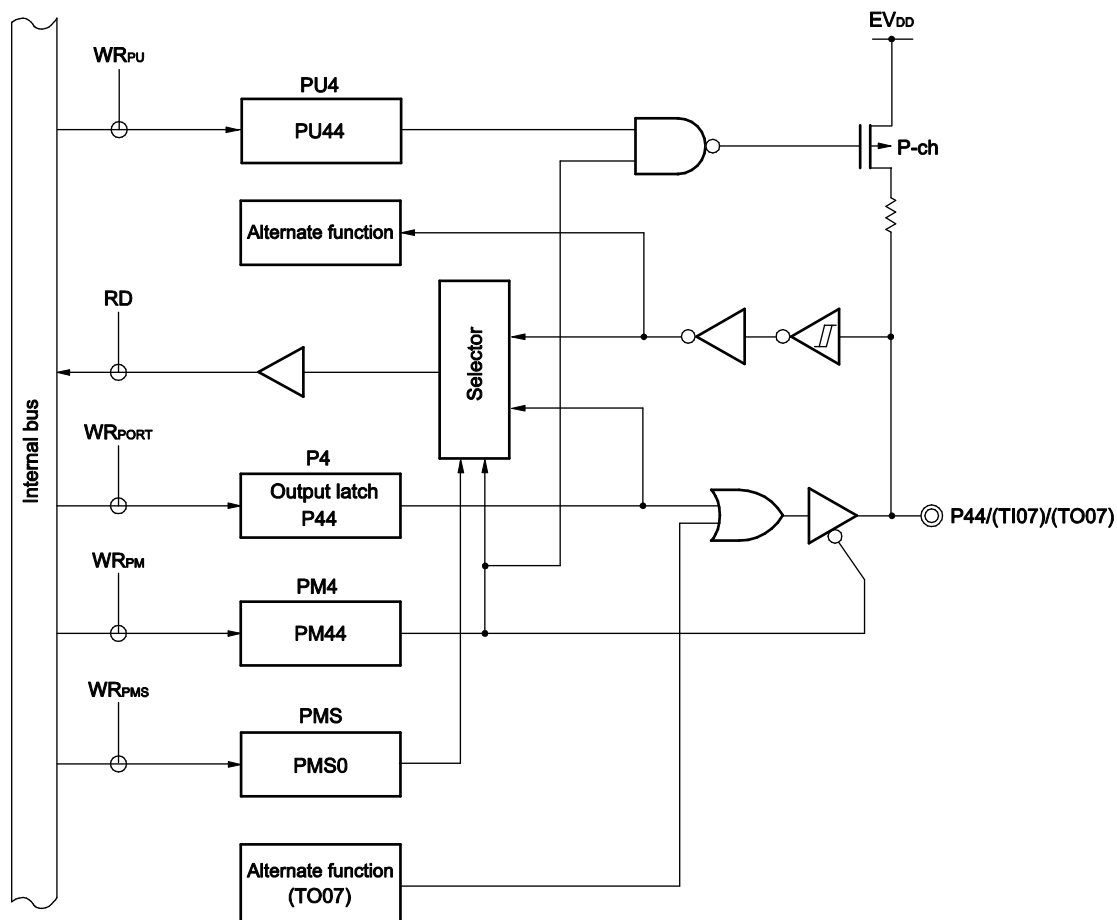 EVDD
WRPU
PU4
PU44
P-ch
Alternate function
RD
Selector
Internal bus
WRPORT
P4
Output latch
P44
P44/(TI07)/(TO07)
WRPM
PM4
PM44
WRPMS
PMS
PMS0
Alternate function
(TO07)